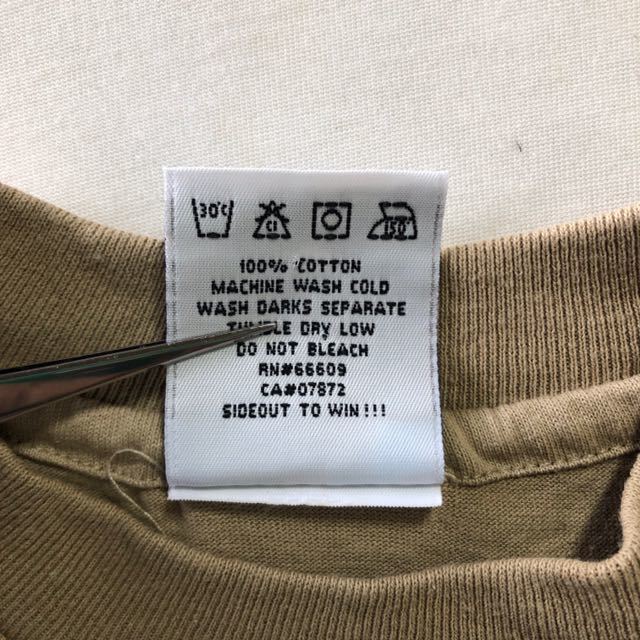 30°C Cl 150°
100% COTTON
MACHINE WASH COLD
WASH DARKS SEPARATE
DRY LOW
DO NOT BLEACH
RN#66609
CA#07872
SIDEOUT TO WIN!!!